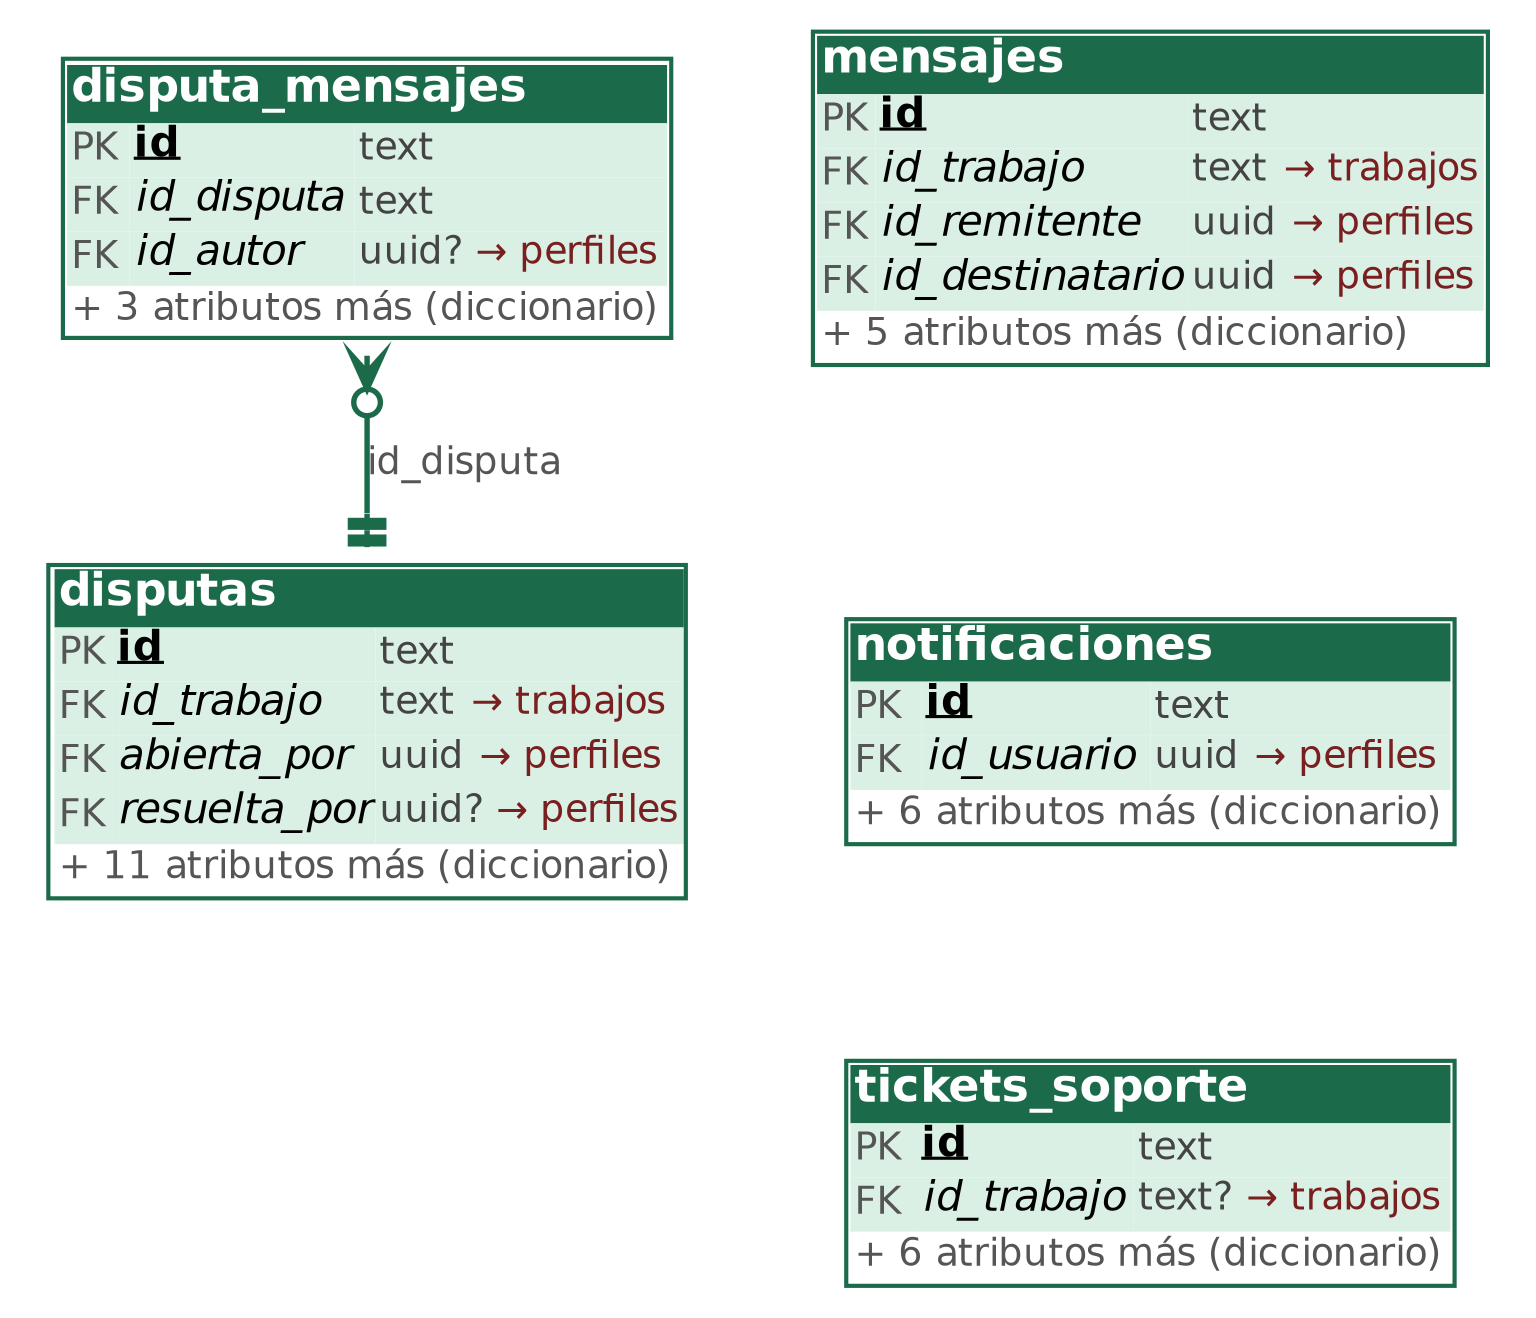 disputa_mensajes
PK id text
FK id_disputa text
FK id_autor uuid? → perfiles
+ 3 atributos más (diccionario)
id_disputa
disputas
PK id text
FK id_trabajo text → trabajos
FK abierta_por uuid → perfiles
FK resuelta_por uuid? → perfiles
+ 11 atributos más (diccionario)
mensajes
PK id text
FK id_trabajo text → trabajos
FK id_remitente uuid → perfiles
FK id_destinatario uuid → perfiles
+ 5 atributos más (diccionario)
notificaciones
PK id text
FK id_usuario uuid → perfiles
+ 6 atributos más (diccionario)
tickets_soporte
PK id text
FK id_trabajo text? → trabajos
+ 6 atributos más (diccionario)